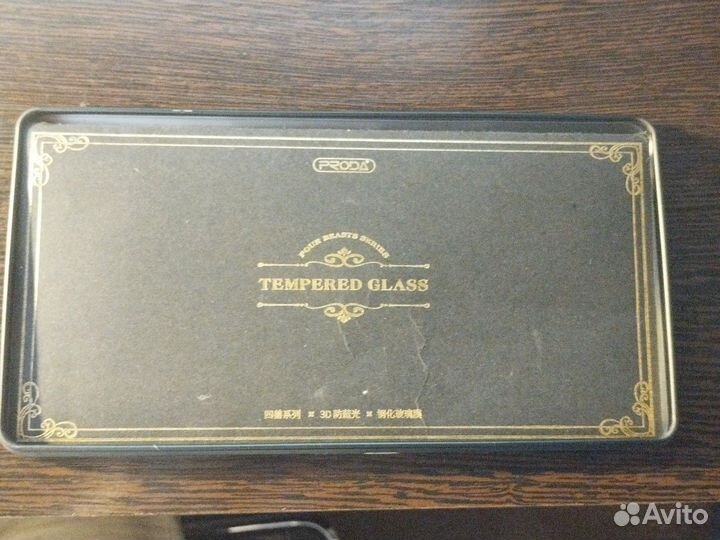 PRODA
FOUR BEASTS SERIES
TEMPERED GLASS
四兽系列 × 3D防蓝光 × 钢化玻璃膜
Avito